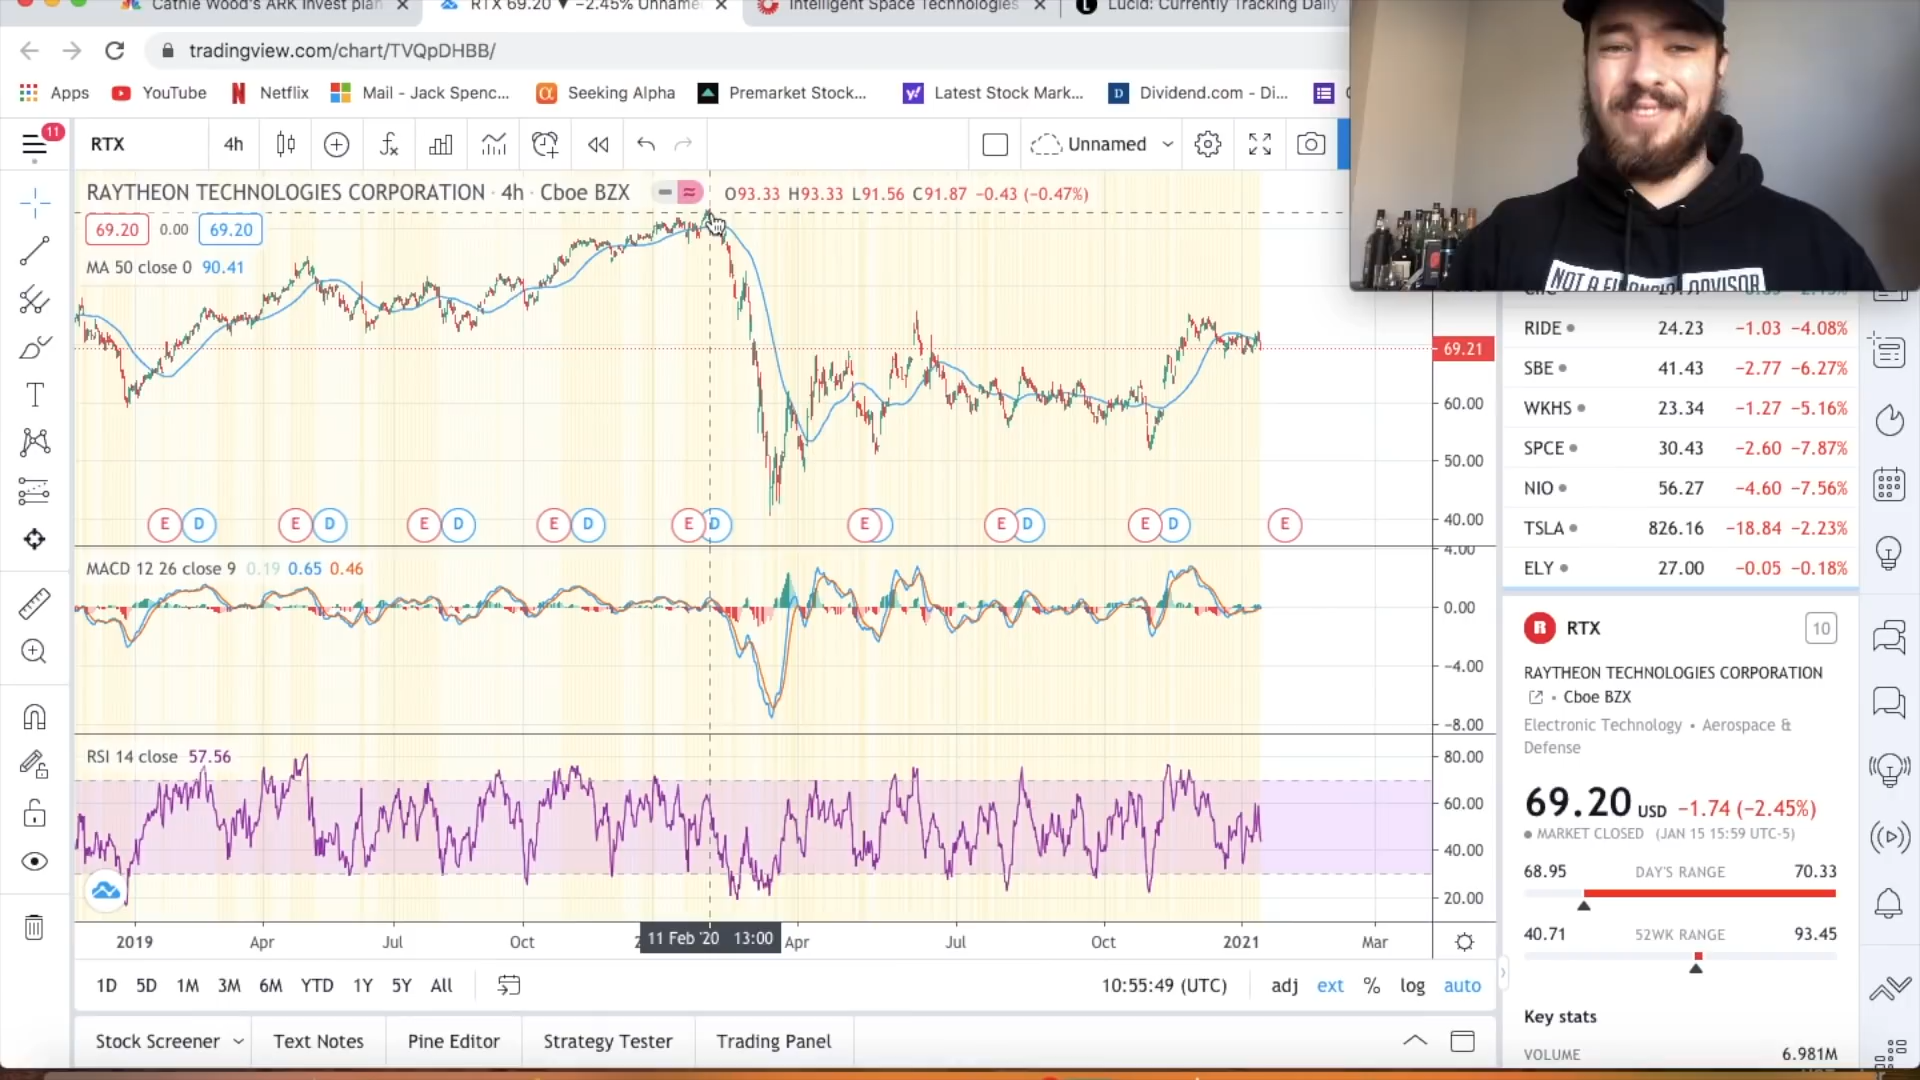 Cathie Wood's ARK Invest plan
RTX 69.20 ▼ −2.45% Unname
Intelligent Space Technologies
Lucid: Currently Tracking Daily
tradingview.com/chart/TVQpDHBB/
Apps YouTube Netflix Mail - Jack Spenc... Seeking Alpha Premarket Stock... Latest Stock Mark... Dividend.com - Di...
11
RTX 4h Unnamed
RAYTHEON TECHNOLOGIES CORPORATION · 4h · Cboe BZX O93.33 H93.33 L91.56 C91.87 −0.43 (−0.47%)
69.20 0.00 69.20
MA 50 close 0 90.41
NOT A FINANCIAL ADVISOR
69.21
60.00
50.00
40.00
E D E D E D E D E D E E D E D E
MACD 12 26 close 9 0.19 0.65 0.46
4.00
0.00
−4.00
−8.00
RSI 14 close 57.56
80.00
60.00
40.00
20.00
2019 Apr Jul Oct 11 Feb '20 13:00 Apr Jul Oct 2021 Mar
1D 5D 1M 3M 6M YTD 1Y 5Y All 10:55:49 (UTC) adj ext % log auto
Stock Screener Text Notes Pine Editor Strategy Tester Trading Panel
RIDE 24.23 −1.03 −4.08%
SBE 41.43 −2.77 −6.27%
WKHS 23.34 −1.27 −5.16%
SPCE 30.43 −2.60 −7.87%
NIO 56.27 −4.60 −7.56%
TSLA 826.16 −18.84 −2.23%
ELY 27.00 −0.05 −0.18%
R RTX 10
RAYTHEON TECHNOLOGIES CORPORATION
• Cboe BZX
Electronic Technology • Aerospace &
Defense
69.20 USD −1.74 (−2.45%)
MARKET CLOSED (JAN 15 15:59 UTC-5)
68.95 DAY'S RANGE 70.33
40.71 52WK RANGE 93.45
Key stats
VOLUME 6.981M